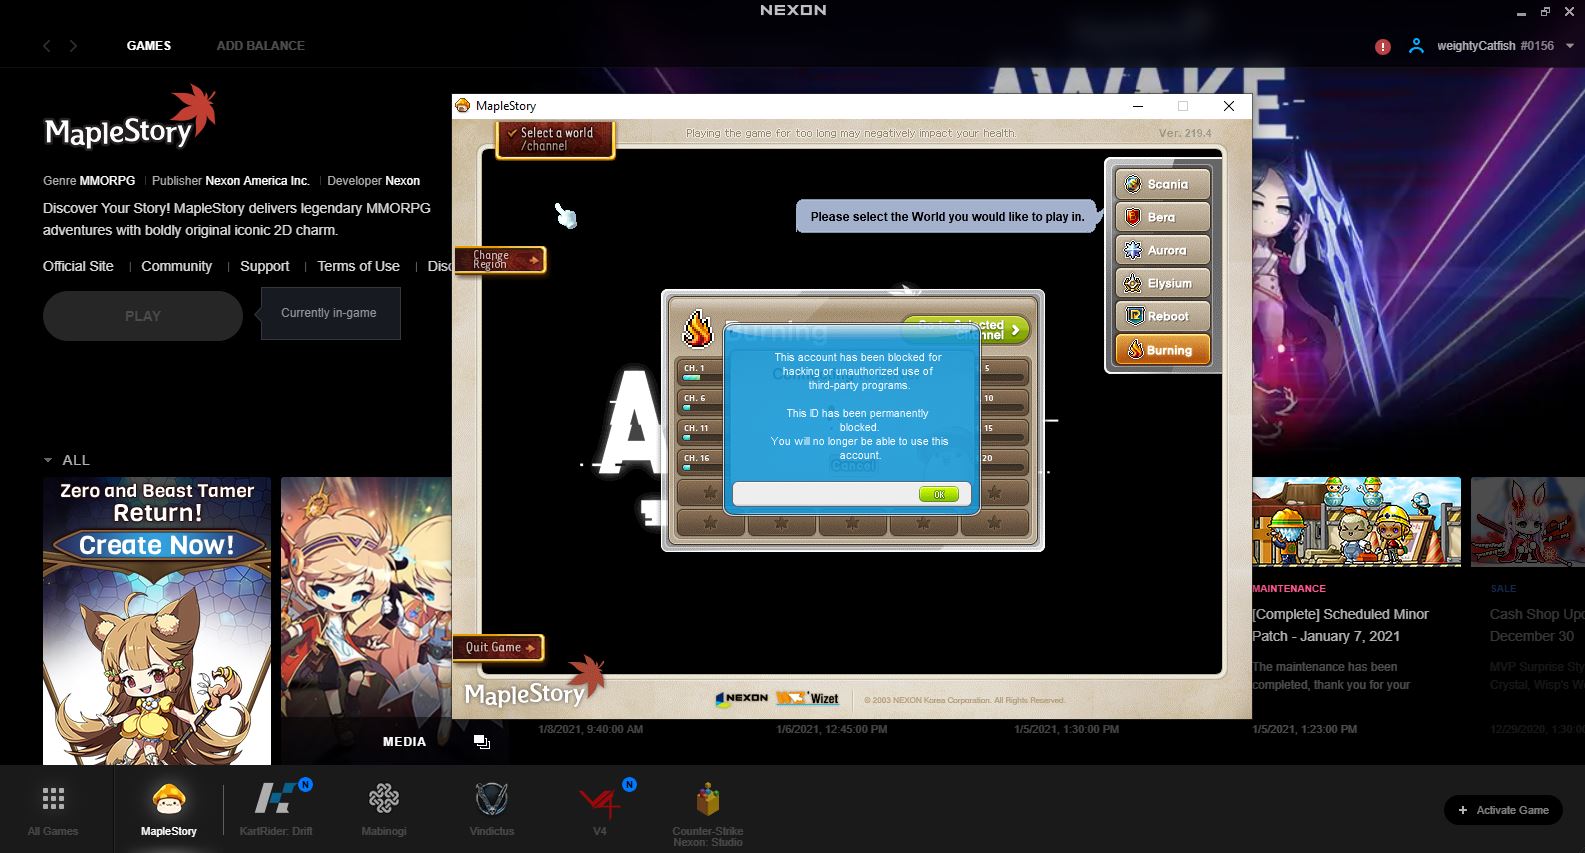 NEXON
GAMES
ADD BALANCE
weightyCatfish #0156
AWAKE
MapleStory
Genre MMORPG | Publisher Nexon America Inc. | Developer Nexon
Discover Your Story! MapleStory delivers legendary MMORPG
adventures with boldly original iconic 2D charm.
Official Site | Community | Support | Terms of Use | Disc
PLAY
Currently in-game
MapleStory
Select a world
/channel
Playing the game for too long may negatively impact your health.
Ver. 219.4
Please select the World you would like to play in.
Scania
Bera
Aurora
Elysium
Reboot
Burning
Change
Region
Burning
Go to Selected
Channel
CH. 1
5
CH. 6
10
CH. 11
15
CH. 16
20
This account has been blocked for
hacking or unauthorized use of
third-party programs.
This ID has been permanently
blocked.
You will no longer be able to use this
account.
Cancel
OK
Quit Game
MapleStory
NEXON
Wizet
© 2003 NEXON Korea Corporation. All Rights Reserved.
ALL
Zero and Beast Tamer
Return!
Create Now!
MEDIA
MAINTENANCE
[Complete] Scheduled Minor
Patch - January 7, 2021
The maintenance has been
completed, thank you for your
SALE
Cash Shop Up
December 30
MVP Surprise Sty
Crystal, Wisp's W
1/8/2021, 9:40:00 AM
1/6/2021, 12:45:00 PM
1/5/2021, 1:30:00 PM
1/5/2021, 1:23:00 PM
12/29/2020, 1:30:0
All Games
MapleStory
N
KartRider: Drift
Mabinogi
Vindictus
N
V4
Counter-Strike
Nexon: Studio
+ Activate Game